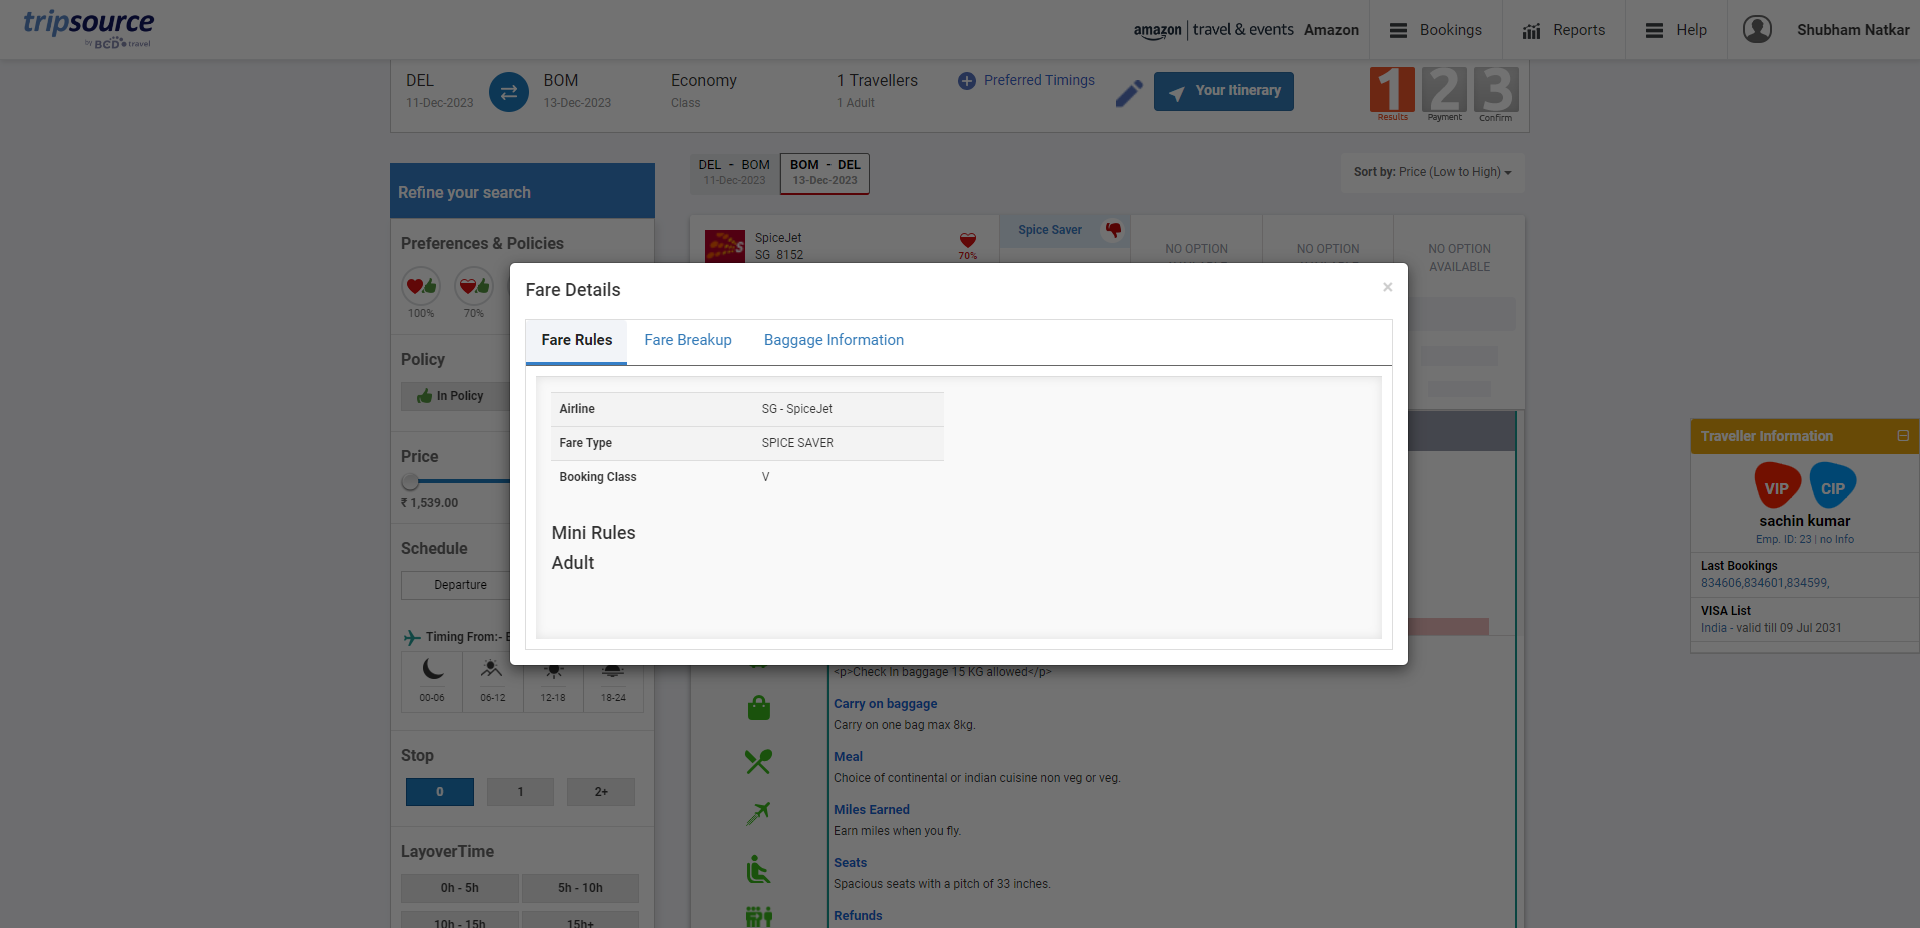 tripsource
by BCD travel
amazon | travel & events Amazon
Bookings
Reports
Help
Shubham Natkar
DEL
11-Dec-2023
BOM
13-Dec-2023
Economy
Class
1 Travellers
1 Adult
Preferred Timings
Your Itinerary
1 2 3
Results Payment Confirm
Refine your search
DEL - BOM
11-Dec-2023
BOM - DEL
13-Dec-2023
Sort by: Price (Low to High)
Preferences & Policies
100% 70%
Policy
In Policy
Price
₹ 1,539.00
Schedule
Departure
Timing From:-
00-06 06-12 12-18 18-24
Stop
0 1 2+
LayoverTime
0h - 5h 5h - 10h
10h - 15h 15h+
SpiceJet
SG 8152
70%
Spice Saver
NO OPTION
NO OPTION
NO OPTION
AVAILABLE
Fare Details
×
Fare Rules Fare Breakup Baggage Information
Airline SG - SpiceJet
Fare Type SPICE SAVER
Booking Class V
Mini Rules
Adult
<p>Check In baggage 15 KG allowed</p>
Carry on baggage
Carry on one bag max 8kg.
Meal
Choice of continental or indian cuisine non veg or veg.
Miles Earned
Earn miles when you fly.
Seats
Spacious seats with a pitch of 33 inches.
Refunds
Traveller Information
VIP CIP
sachin kumar
Emp. ID: 23 | no Info
Last Bookings
834606,834601,834599,
VISA List
India - valid till 09 Jul 2031